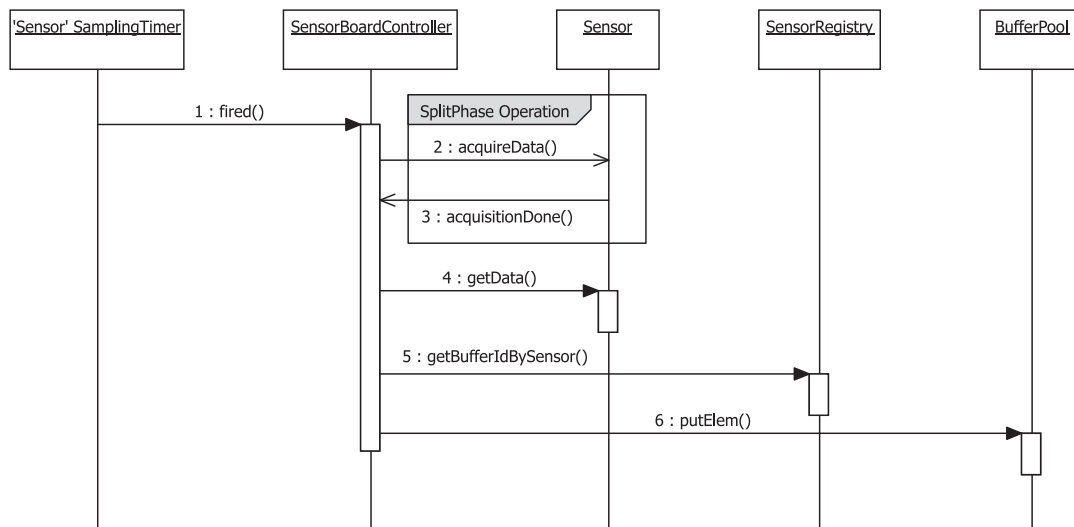 'Sensor' SamplingTimer
SensorBoardController
Sensor
SensorRegistry
BufferPool
SplitPhase Operation
1 : fired()
2 : acquireData()
3 : acquisitionDone()
4 : getData()
5 : getBufferIdBySensor()
6 : putElem()